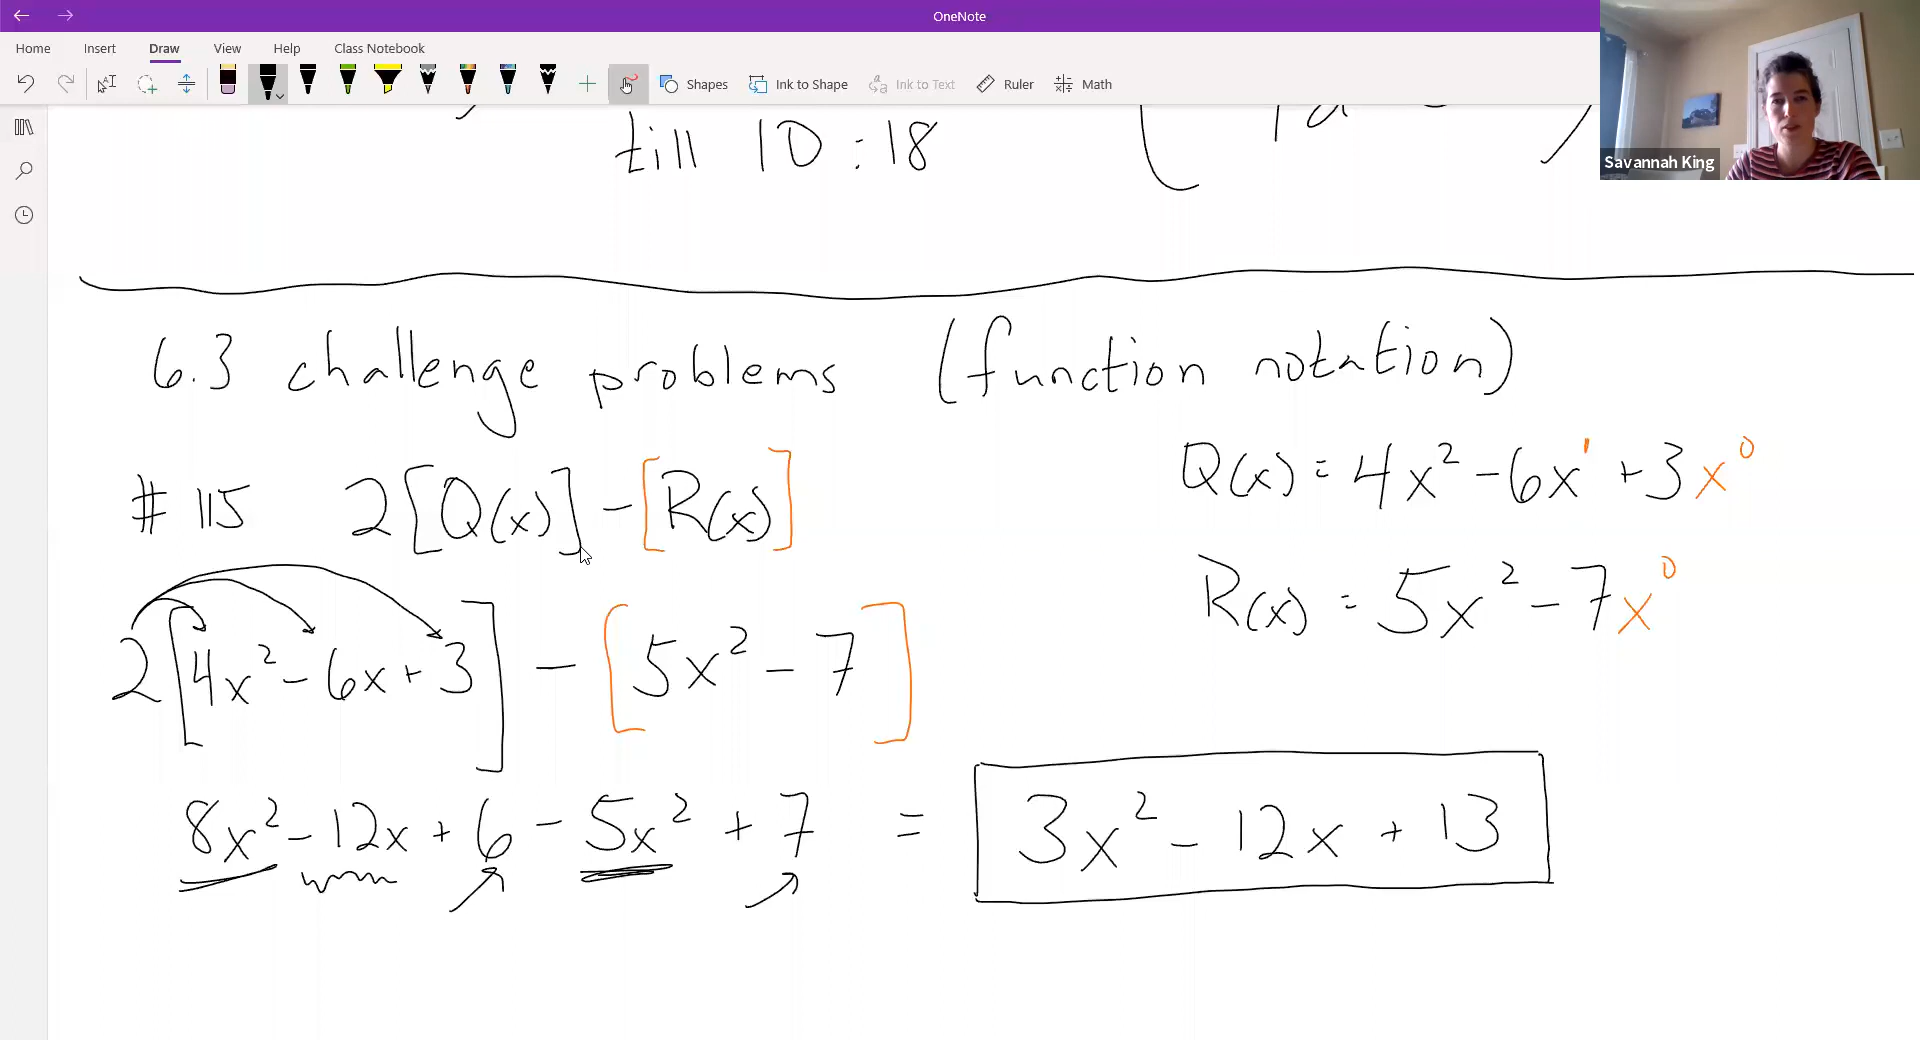 OneNote
Home Insert Draw View Help Class Notebook
Shapes Ink to Shape Ink to Text Ruler Math
Savannah King
till 10:18
6.3 challenge problems (function notation)
#115 2[Q(x)] - [R(x)]
Q(x) = 4x² - 6x¹ + 3x⁰
R(x) = 5x² - 7x⁰
2[4x² - 6x + 3] - [5x² - 7]
8x² - 12x + 6 - 5x² + 7 = 3x² - 12x + 13